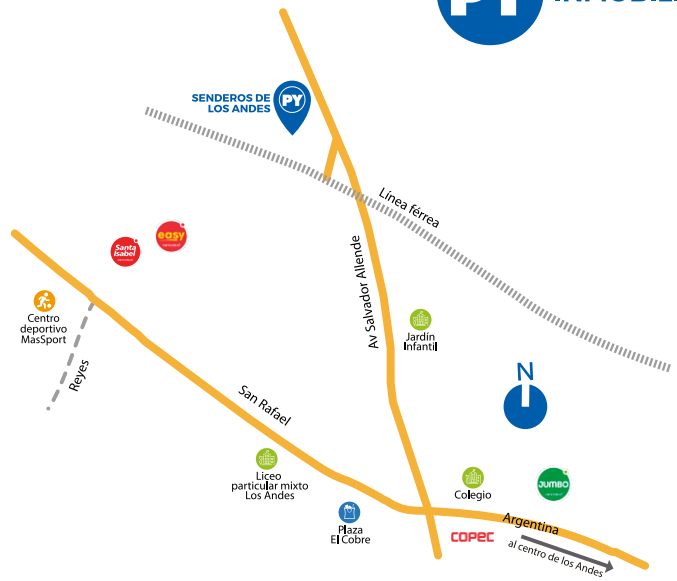 PY
SENDEROS DE
LOS ANDES
PY
Línea férrea
Santa
Isabel
easy
Av Salvador Allende
Centro
deportivo
MasSport
Reyes
Jardín
Infantil
N
San Rafael
Liceo
particular mixto
Los Andes
Colegio
JUMBO
Plaza
El Cobre
COPEC
Argentina
al centro de los Andes